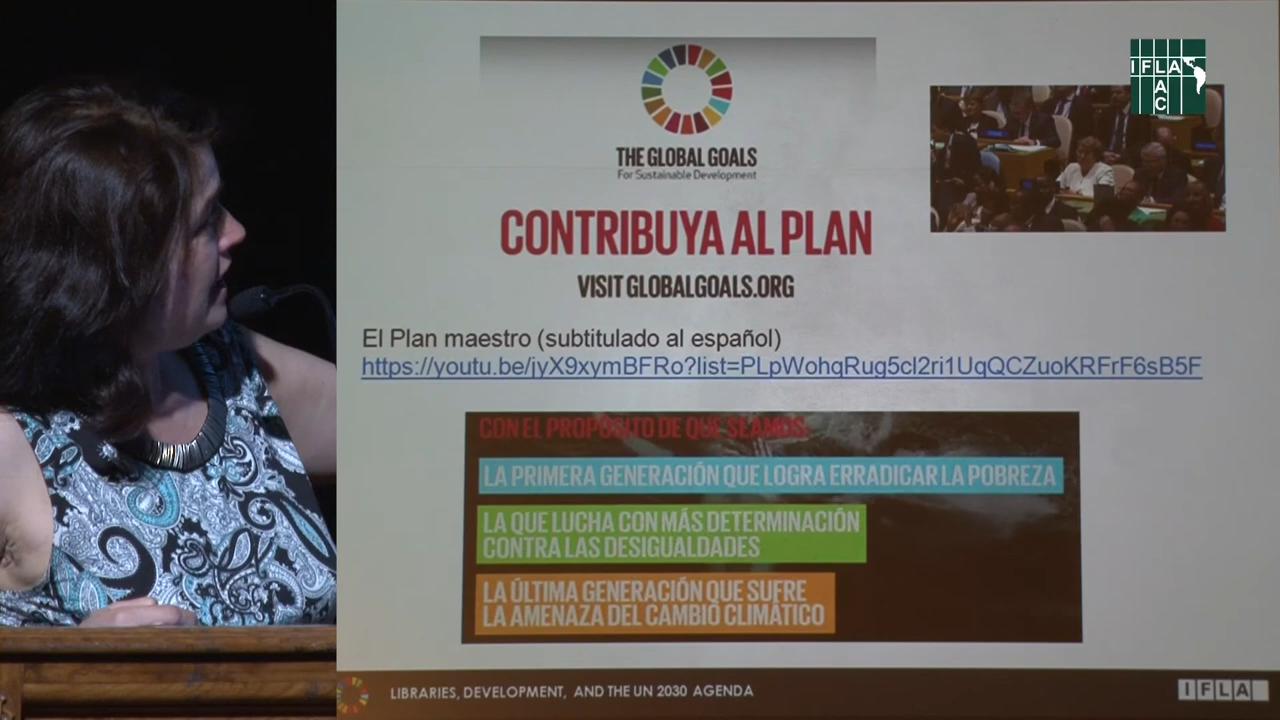 IFLA
LAC
THE GLOBAL GOALS
For Sustainable Development
CONTRIBUYA AL PLAN
VISIT GLOBALGOALS.ORG
El Plan maestro (subtitulado al español)
https://youtu.be/jyX9xymBFRo?list=PLpWohqRug5cl2ri1UqQCZuoKRFrF6sB5F
CON EL PROPÓSITO DE QUE SEAMOS:
LA PRIMERA GENERACIÓN QUE LOGRA ERRADICAR LA POBREZA
LA QUE LUCHA CON MÁS DETERMINACIÓN
CONTRA LAS DESIGUALDADES
LA ÚLTIMA GENERACIÓN QUE SUFRE
LA AMENAZA DEL CAMBIO CLIMÁTICO
LIBRARIES, DEVELOPMENT, AND THE UN 2030 AGENDA
IFLA